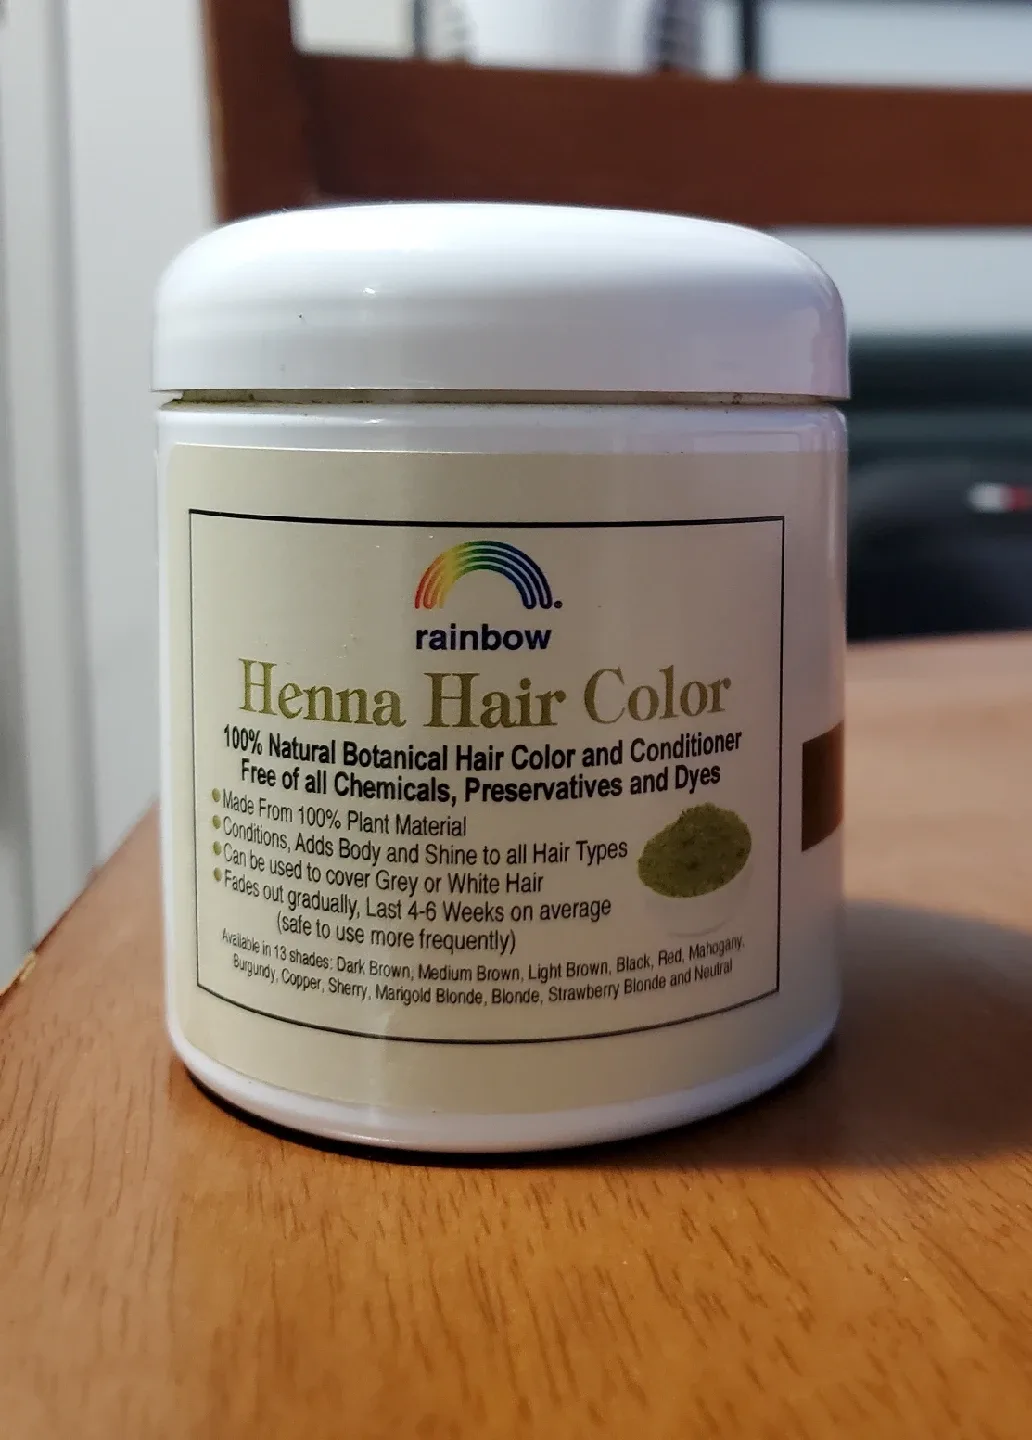 rainbow
Henna Hair Color
100% Natural Botanical Hair Color and Conditioner
Free of all Chemicals, Preservatives and Dyes
Made From 100% Plant Material
Conditions, Adds Body and Shine to all Hair Types
Can be used to cover Grey or White Hair
Fades out gradually, Last 4-6 Weeks on average
(safe to use more frequently)
Available in 13 shades: Dark Brown, Medium Brown, Light Brown, Black, Red, Mahogany,
Burgundy, Copper, Sherry, Marigold Blonde, Blonde, Strawberry Blonde and Neutral